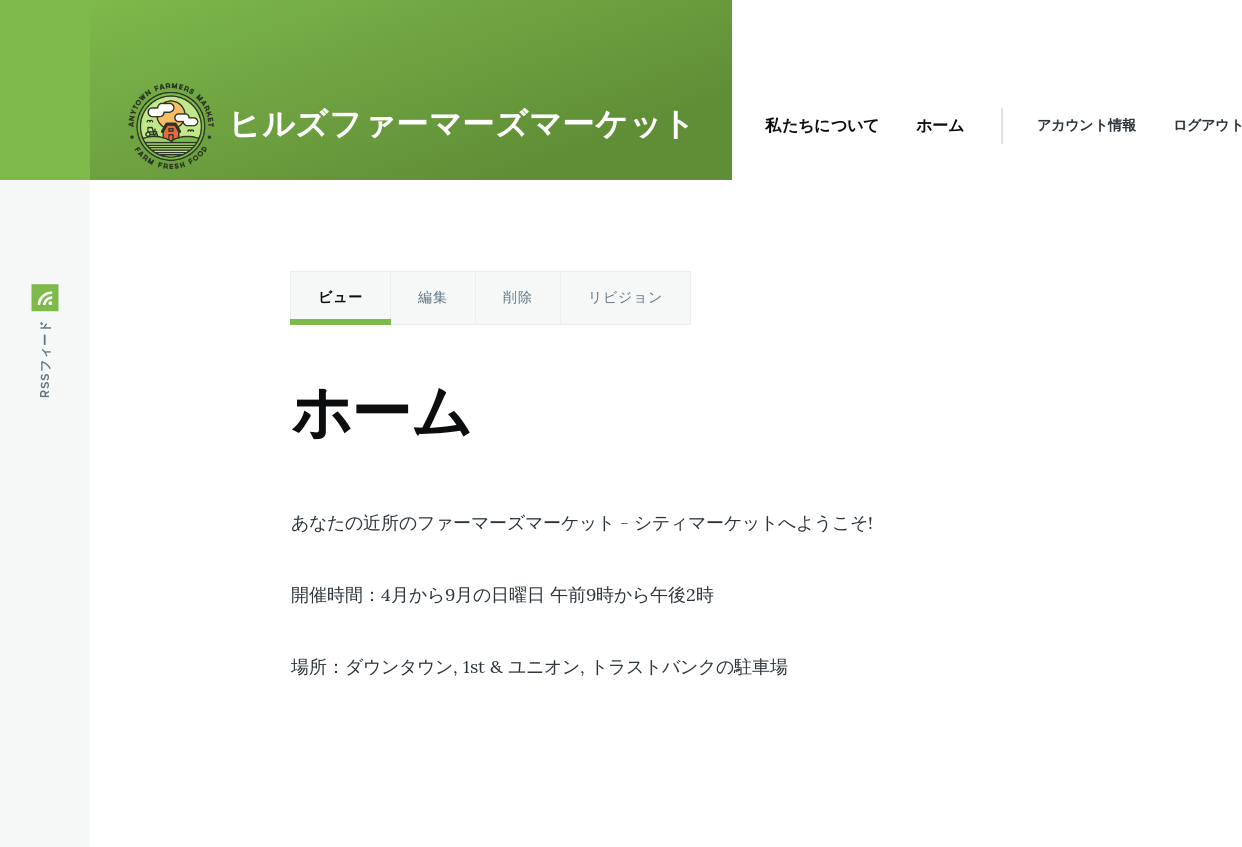 ANYTOWN FARMERS MARKET
FARM FRESH FOOD
ヒルズファーマーズマーケット
私たちについて
ホーム
アカウント情報
ログアウト
RSSフィード
ビュー
編集
削除
リビジョン
ホーム
あなたの近所のファーマーズマーケット – シティマーケットへようこそ!
開催時間：4月から9月の日曜日 午前9時から午後2時
場所：ダウンタウン, 1st & ユニオン, トラストバンクの駐車場